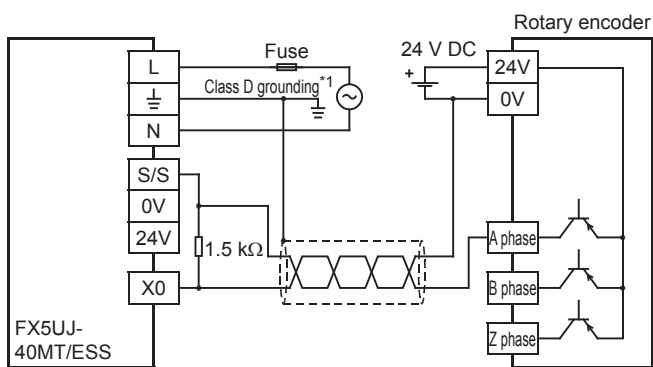 Rotary encoder
Fuse
24 V DC
L
Class D grounding*1
+
24V
0V
N
S/S
0V
24V
1.5 kΩ
A phase
X0
B phase
Z phase
FX5UJ-
40MT/ESS